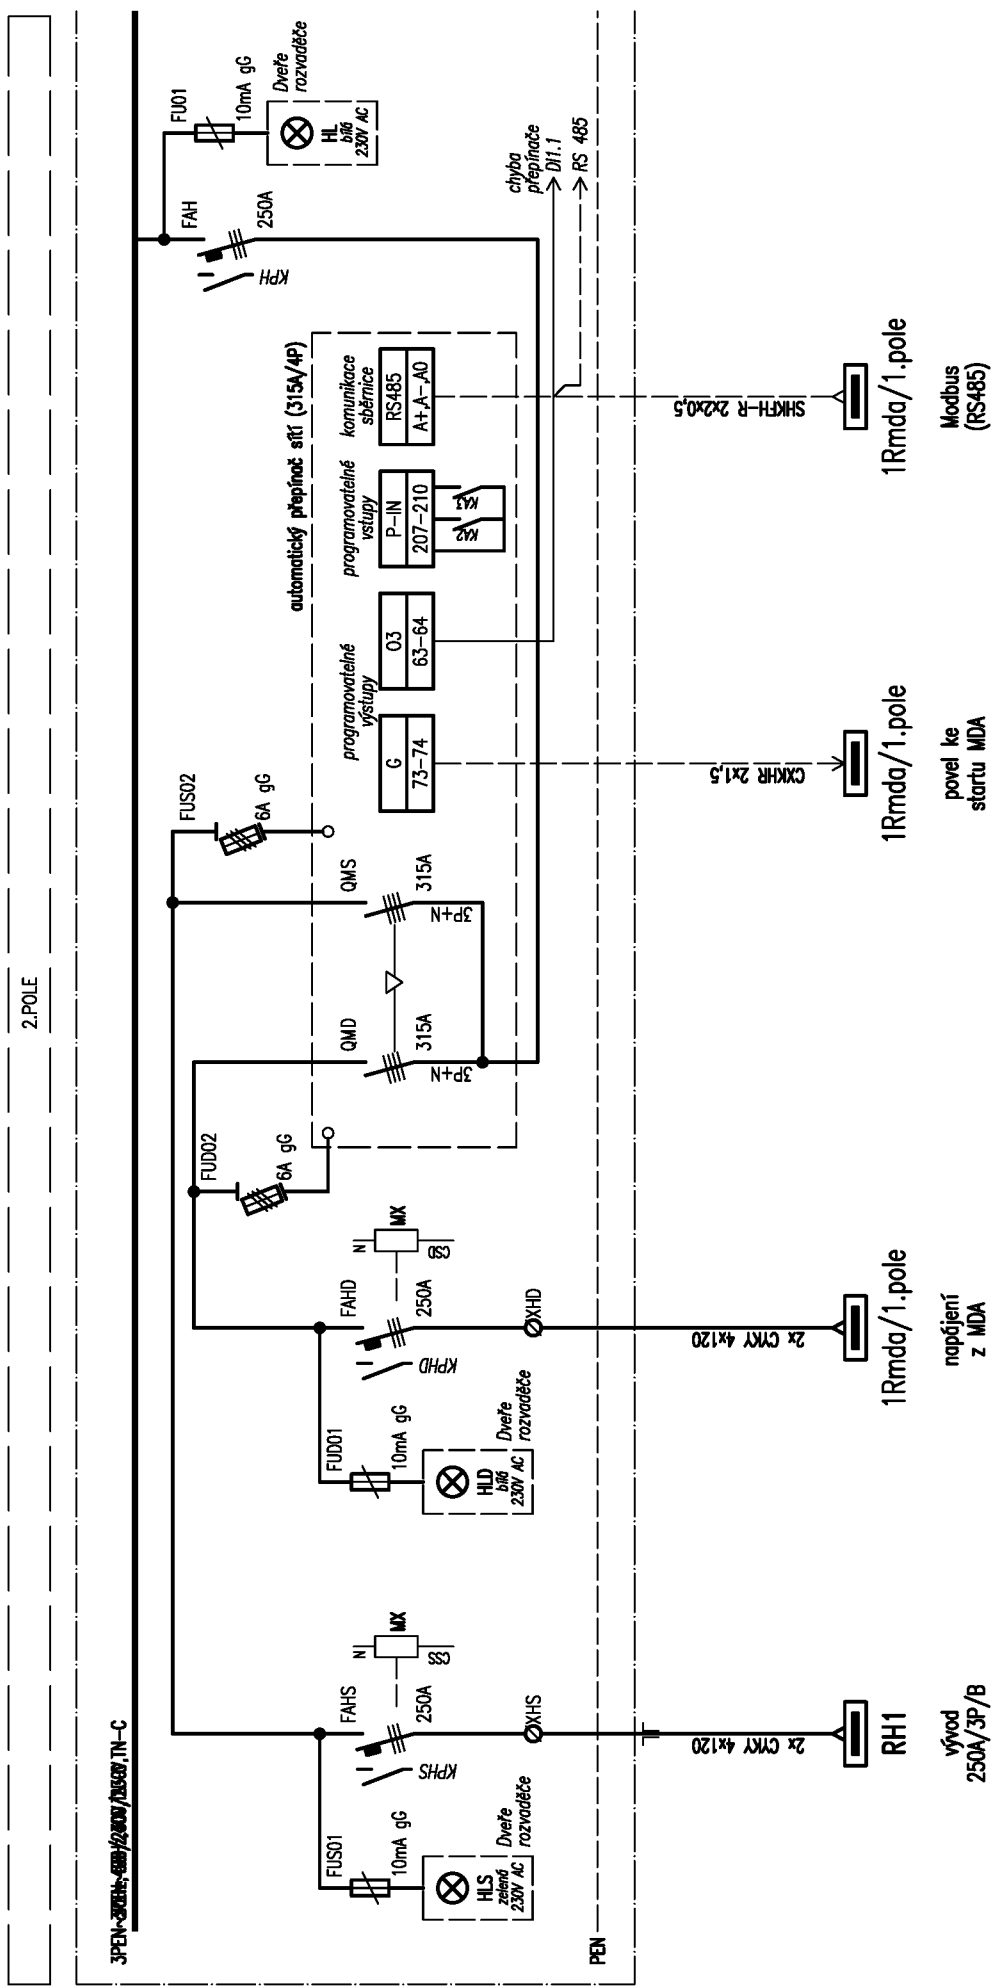 2.POLE
TN-C
PEN
FUS01
10mA gG
HLS
zelená
230V AC
Dveře
rozvaděče
FAHS
250A
KPHS
N
MX
CSS
XHS
2x CYKY 4x120
RH1
vývod
250A/3P/B
FUD01
10mA gG
HLD
bílá
230V AC
Dveře
rozvaděče
FAHD
250A
KPHD
N
MX
CSD
XHD
2x CYKY 4x120
1Rmda/1.pole
napájení
z MDA
FUD02
6A gG
QMD
315A
3P+N
QMS
315A
3P+N
FUS02
6A gG
automatický přepínač sítí (315A/4P)
programovatelné
výstupy
G
73-74
O3
63-64
programovatelné
vstupy
P-IN
207-210
KA2
KA3
komunikace
sběrnice
RS485
A+,A-,A0
CXKHR 2x1,5
1Rmda/1.pole
povel ke
startu MDA
SHKFH-R 2x2x0,5
1Rmda/1.pole
Modbus
(RS485)
FAH
250A
KPH
FU01
10mA gG
HL
bílá
230V AC
Dveře
rozvaděče
chyba
přepínače
DI1.1
RS 485